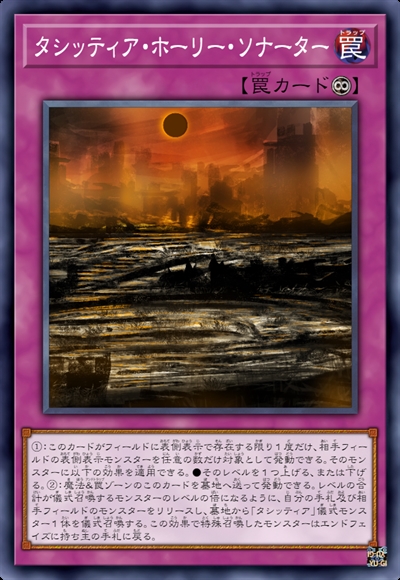 タシッティア・ホーリー・ソナーター
罠
トラップ
【罠カード】
トラップ
①:このカードがフィールドに表側表示で存在する限り1度だけ、相手フィー
ルドの表側表示モンスターを任意の数だけ対象として発動できる。そのモン
スターに以下の効果を適用できる。●そのレベルを1つ上げる、または下げ
る。②:魔法&罠ゾーンのこのカードを墓地へ送って発動できる。レベルの合
計が儀式召喚するモンスターのレベルの倍になるように、自分の手札及び相
手フィールドのモンスターをリリースし、墓地から「タシッティア」儀式モンス
ター1体を儀式召喚する。この効果で特殊召喚したモンスターはエンドフェ
イズに持ち主の手札に戻る。